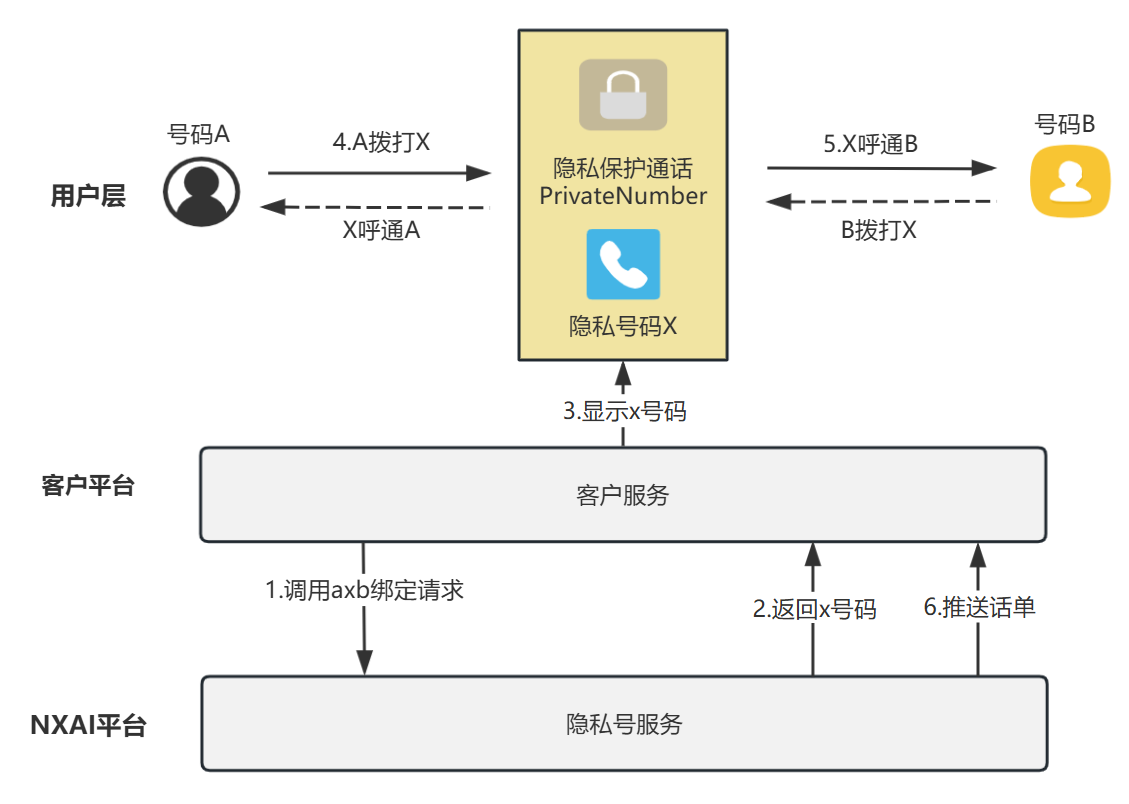 号码A
4.A拨打X
5.X呼通B
号码B
用户层
隐私保护通话
PrivateNumber
X呼通A
B拨打X
隐私号码X
3.显示x号码
客户平台
客户服务
1.调用axb绑定请求
2.返回x号码
6.推送话单
NXAI平台
隐私号服务